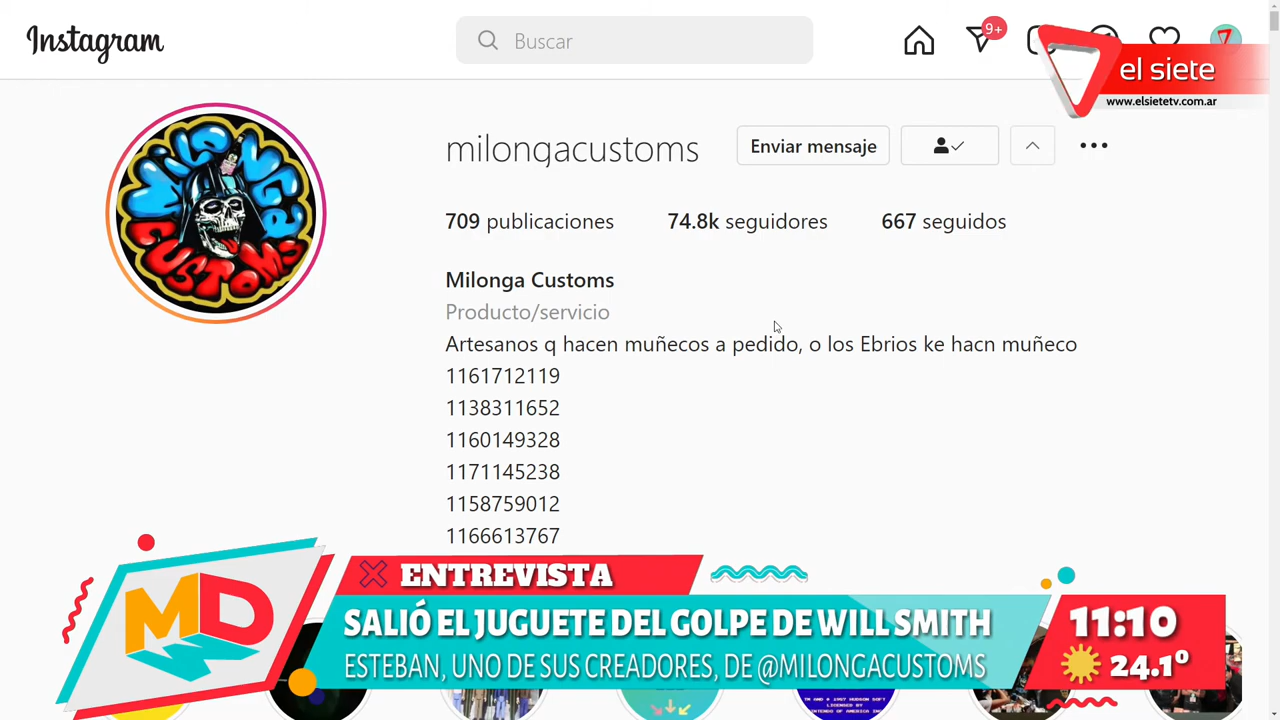 Instagram
Buscar
9+
el siete
www.elsietetv.com.ar
MiLoNGa
CUSToMS
milongacustoms
Enviar mensaje
709 publicaciones
74.8k seguidores
667 seguidos
Milonga Customs
Producto/servicio
Artesanos q hacen muñecos a pedido, o los Ebrios ke hacn muñeco
1161712119
1138311652
1160149328
1171145238
1158759012
1166613767
MD
ENTREVISTA
SALIÓ EL JUGUETE DEL GOLPE DE WILL SMITH
ESTEBAN, UNO DE SUS CREADORES, DE @MILONGACUSTOMS
11:10
24.1º